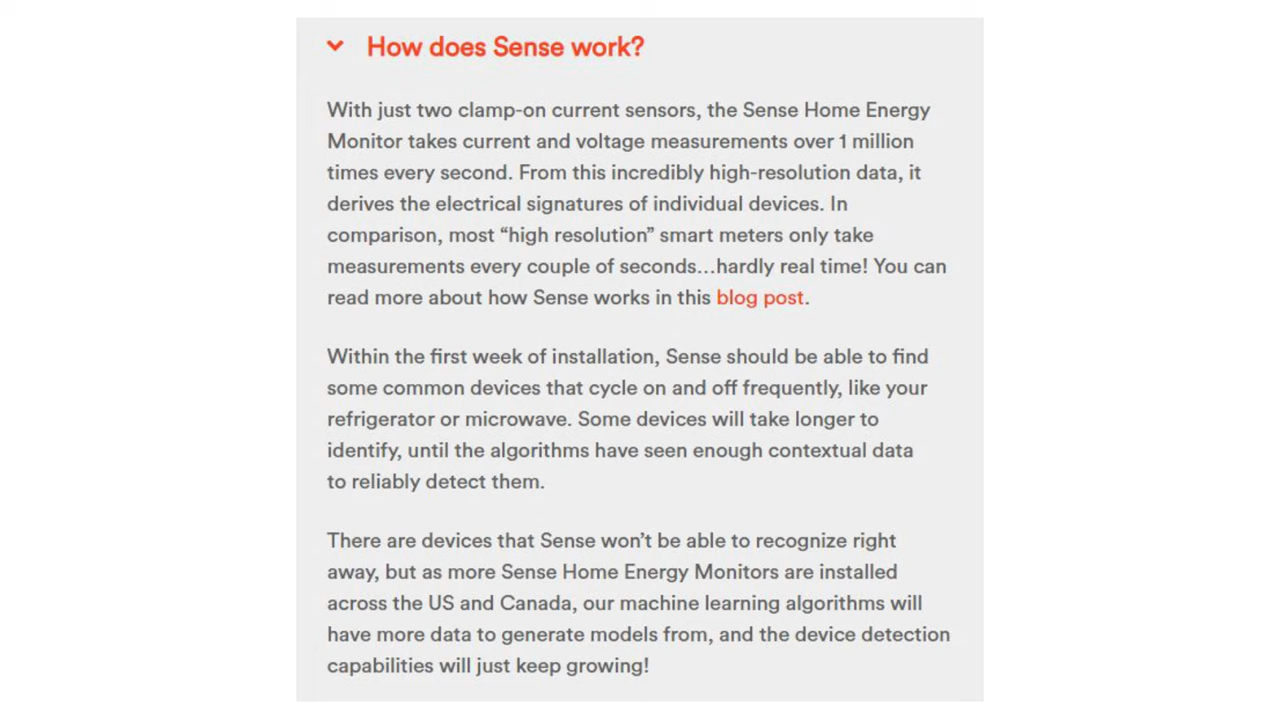 How does Sense work?
With just two clamp-on current sensors, the Sense Home Energy
Monitor takes current and voltage measurements over 1 million
times every second. From this incredibly high-resolution data, it
derives the electrical signatures of individual devices. In
comparison, most “high resolution” smart meters only take
measurements every couple of seconds...hardly real time! You can
read more about how Sense works in this blog post.
Within the first week of installation, Sense should be able to find
some common devices that cycle on and off frequently, like your
refrigerator or microwave. Some devices will take longer to
identify, until the algorithms have seen enough contextual data
to reliably detect them.
There are devices that Sense won’t be able to recognize right
away, but as more Sense Home Energy Monitors are installed
across the US and Canada, our machine learning algorithms will
have more data to generate models from, and the device detection
capabilities will just keep growing!